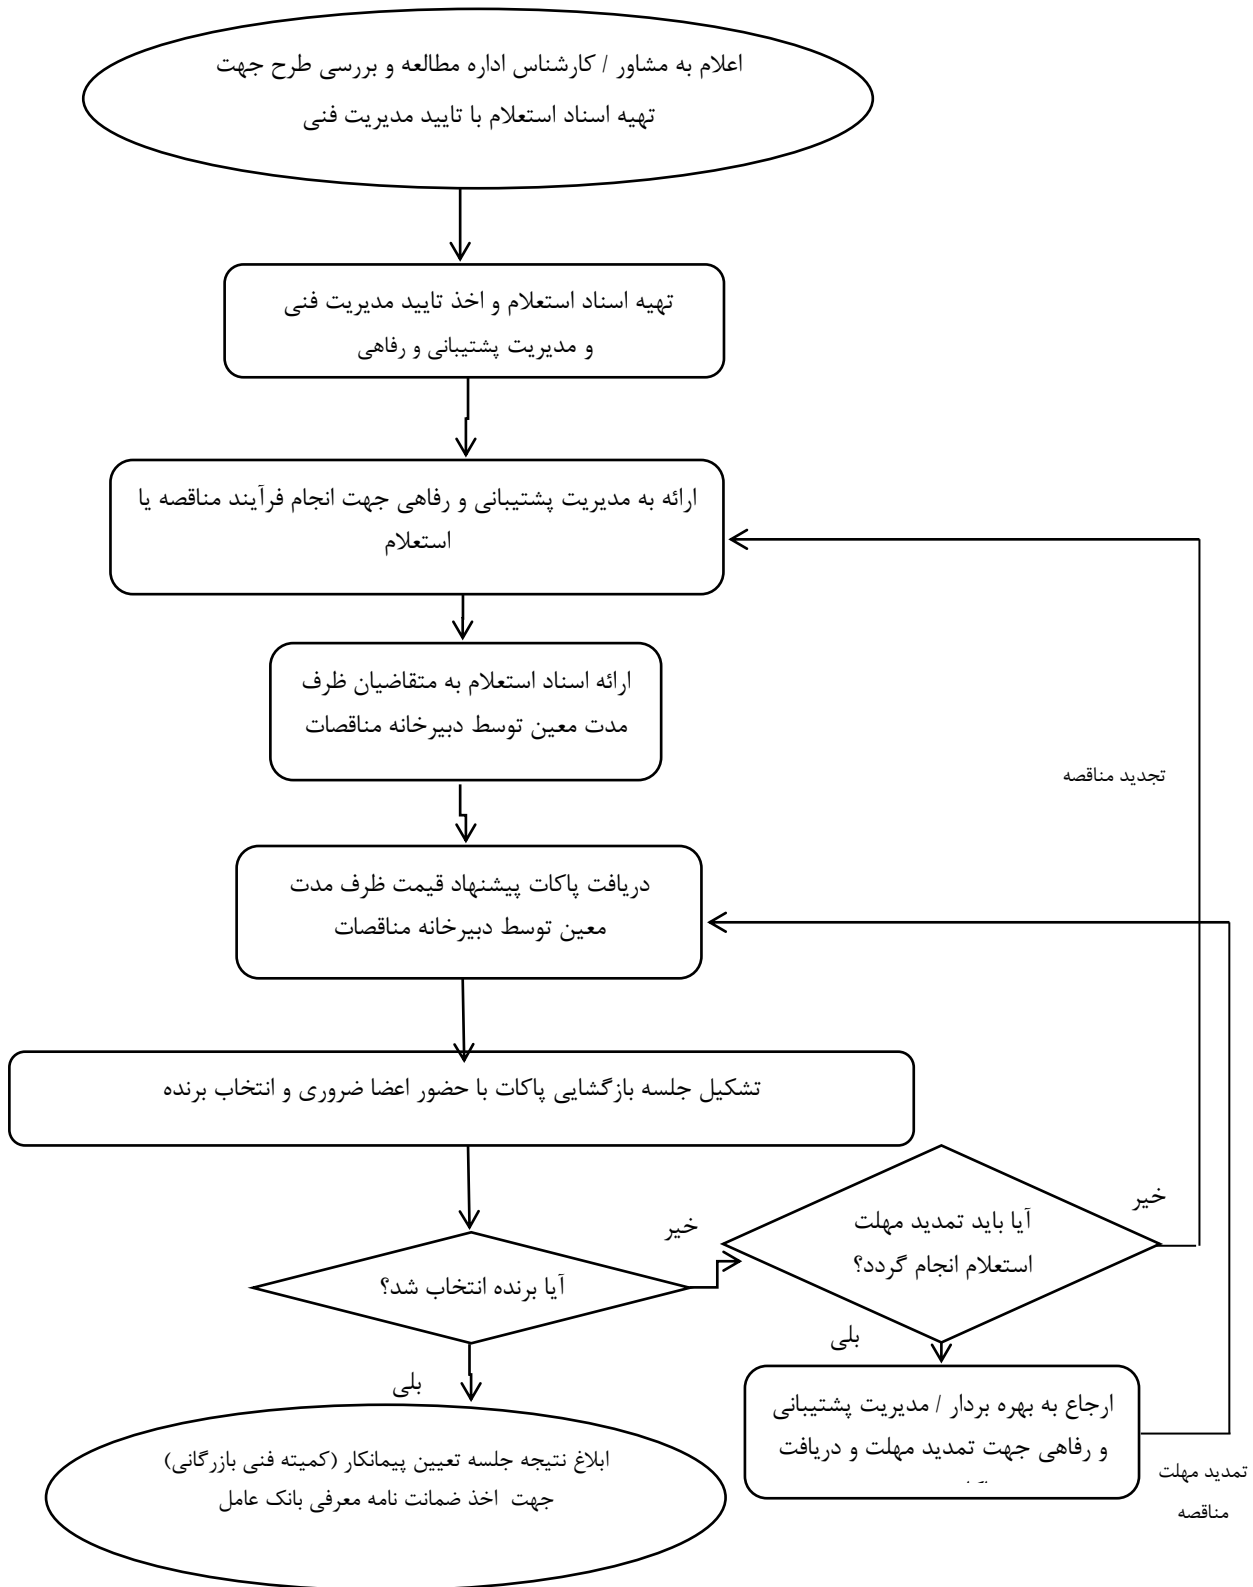 اعلام به مشاور / کارشناس اداره مطالعه و بررسی طرح جهت
تهیه اسناد استعلام با تایید مدیریت فنی
تهیه اسناد استعلام و اخذ تایید مدیریت فنی
و مدیریت پشتیبانی و رفاهی
ارائه به مدیریت پشتیبانی و رفاهی جهت انجام فرآیند مناقصه یا
استعلام
ارائه اسناد استعلام به متقاضیان ظرف
مدت معین توسط دبیرخانه مناقصات
تجدید مناقصه
دریافت پاکات پیشنهاد قیمت ظرف مدت
معین توسط دبیرخانه مناقصات
تشکیل جلسه بازگشایی پاکات با حضور اعضا ضروری و انتخاب برنده
خیر
آیا باید تمدید مهلت
استعلام انجام گردد؟
خیر
آیا برنده انتخاب شد؟
بلی
بلی
ارجاع به بهره بردار / مدیریت پشتیبانی
و رفاهی جهت تمدید مهلت و دریافت
تمدید مهلت
مناقصه
ابلاغ نتیجه جلسه تعیین پیمانکار (کمیته فنی بازرگانی)
جهت اخذ ضمانت نامه معرفی بانک عامل